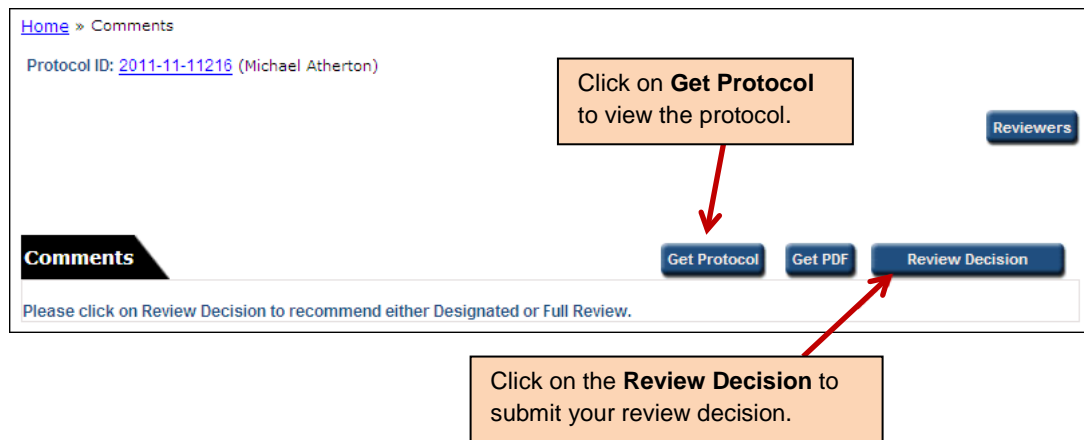 Home » Comments
Protocol ID: 2011-11-11216 (Michael Atherton)
Click on Get Protocol
to view the protocol.
Reviewers
Comments
Get Protocol
Get PDF
Review Decision
Please click on Review Decision to recommend either Designated or Full Review.
Click on the Review Decision to
submit your review decision.